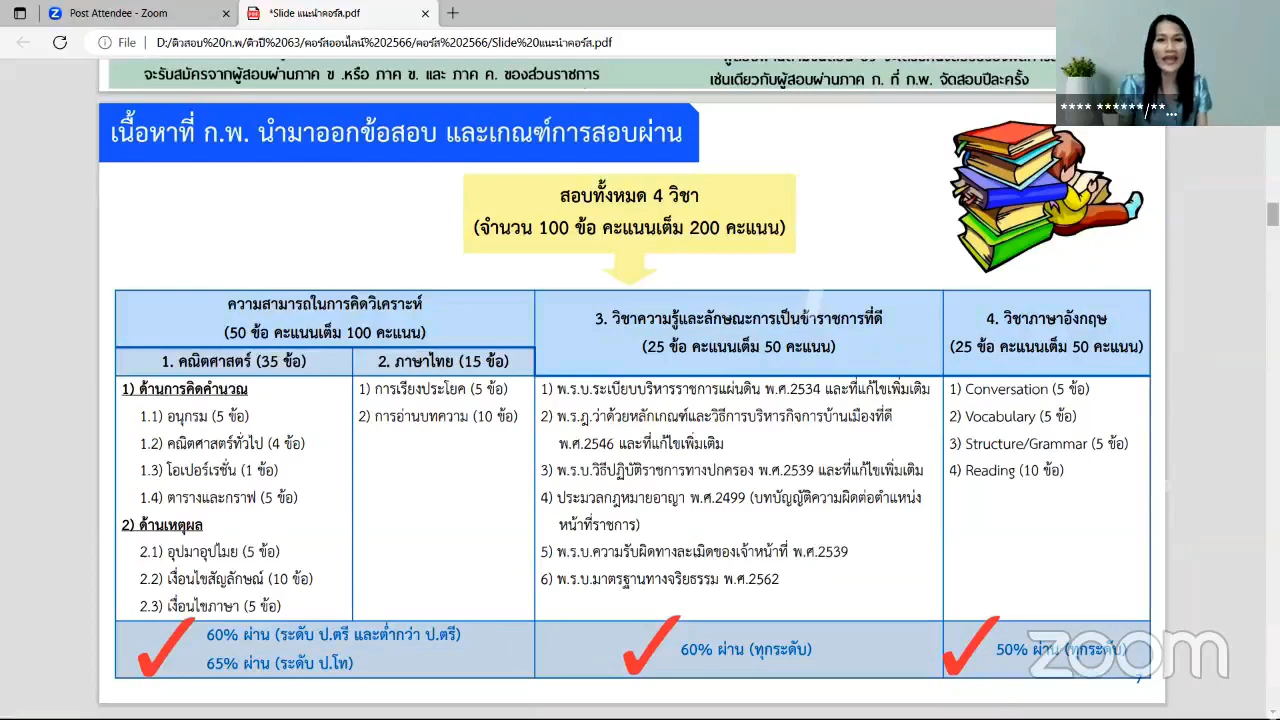 Post Attendee - Zoom
*Slide แนะนำคอร์ส.pdf
File
D:/ติวสอบ%20ก.พ/ติวปี%2063/คอร์สออนไลน์%202566/คอร์ส%202566/Slide%20แนะนำคอร์ส.pdf
จะรับสมัครจากผู้สอบผ่านภาค ข .หรือ ภาค ข. และ ภาค ค. ของส่วนราชการ
เช่นเดียวกับผู้สอบผ่านภาค ก. ที่ ก.พ. จัดสอบปีละครั้ง
**** ******/**...
เนื้อหาที่ ก.พ. นำมาออกข้อสอบ และเกณฑ์การสอบผ่าน
สอบทั้งหมด 4 วิชา
(จำนวน 100 ข้อ คะแนนเต็ม 200 คะแนน)
ความสามารถในการคิดวิเคราะห์
(50 ข้อ คะแนนเต็ม 100 คะแนน)
1. คณิตศาสตร์ (35 ข้อ)
1) ด้านการคิดคำนวณ
1.1) อนุกรม (5 ข้อ)
1.2) คณิตศาสตร์ทั่วไป (4 ข้อ)
1.3) โอเปอร์เรชั่น (1 ข้อ)
1.4) ตารางและกราฟ (5 ข้อ)
2) ด้านเหตุผล
2.1) อุปมาอุปไมย (5 ข้อ)
2.2) เงื่อนไขสัญลักษณ์ (10 ข้อ)
2.3) เงื่อนไขภาษา (5 ข้อ)
2. ภาษาไทย (15 ข้อ)
1) การเรียงประโยค (5 ข้อ)
2) การอ่านบทความ (10 ข้อ)
60% ผ่าน (ระดับ ป.ตรี และต่ำกว่า ป.ตรี)
65% ผ่าน (ระดับ ป.โท)
3. วิชาความรู้และลักษณะการเป็นข้าราชการที่ดี
(25 ข้อ คะแนนเต็ม 50 คะแนน)
1) พ.ร.บ.ระเบียบบริหารราชการแผ่นดิน พ.ศ.2534 และที่แก้ไขเพิ่มเติม
2) พ.ร.ฎ.ว่าด้วยหลักเกณฑ์และวิธีการบริหารกิจการบ้านเมืองที่ดี
พ.ศ.2546 และที่แก้ไขเพิ่มเติม
3) พ.ร.บ.วิธีปฏิบัติราชการทางปกครอง พ.ศ.2539 และที่แก้ไขเพิ่มเติม
4) ประมวลกฎหมายอาญา พ.ศ.2499 (บทบัญญัติความผิดต่อตำแหน่ง
หน้าที่ราชการ)
5) พ.ร.บ.ความรับผิดทางละเมิดของเจ้าหน้าที่ พ.ศ.2539
6) พ.ร.บ.มาตรฐานทางจริยธรรม พ.ศ.2562
60% ผ่าน (ทุกระดับ)
4. วิชาภาษาอังกฤษ
(25 ข้อ คะแนนเต็ม 50 คะแนน)
1) Conversation (5 ข้อ)
2) Vocabulary (5 ข้อ)
3) Structure/Grammar (5 ข้อ)
4) Reading (10 ข้อ)
50% ผ่าน (ทุกระดับ)
zoom
7